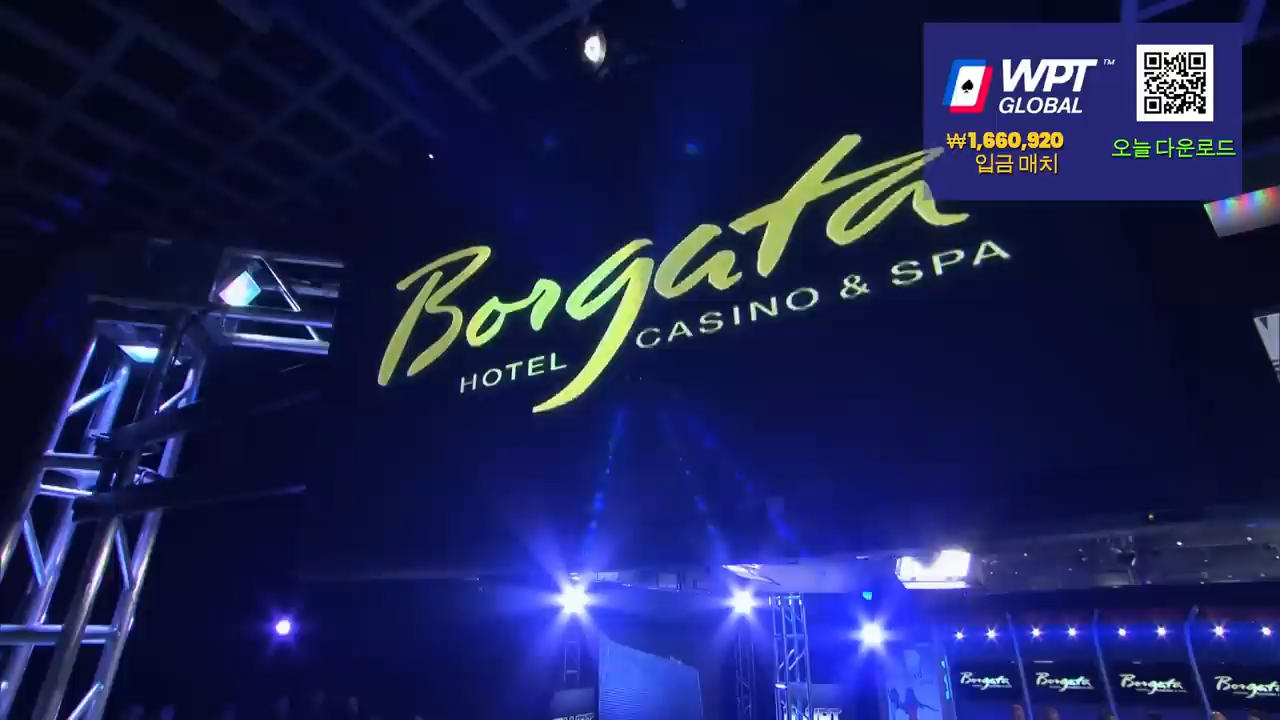 WPT™
GLOBAL
₩1,660,920
입금 매치
오늘 다운로드
Borgata
HOTEL CASINO & SPA
WPT
Borgata
Borgata
Borgata
Borgata